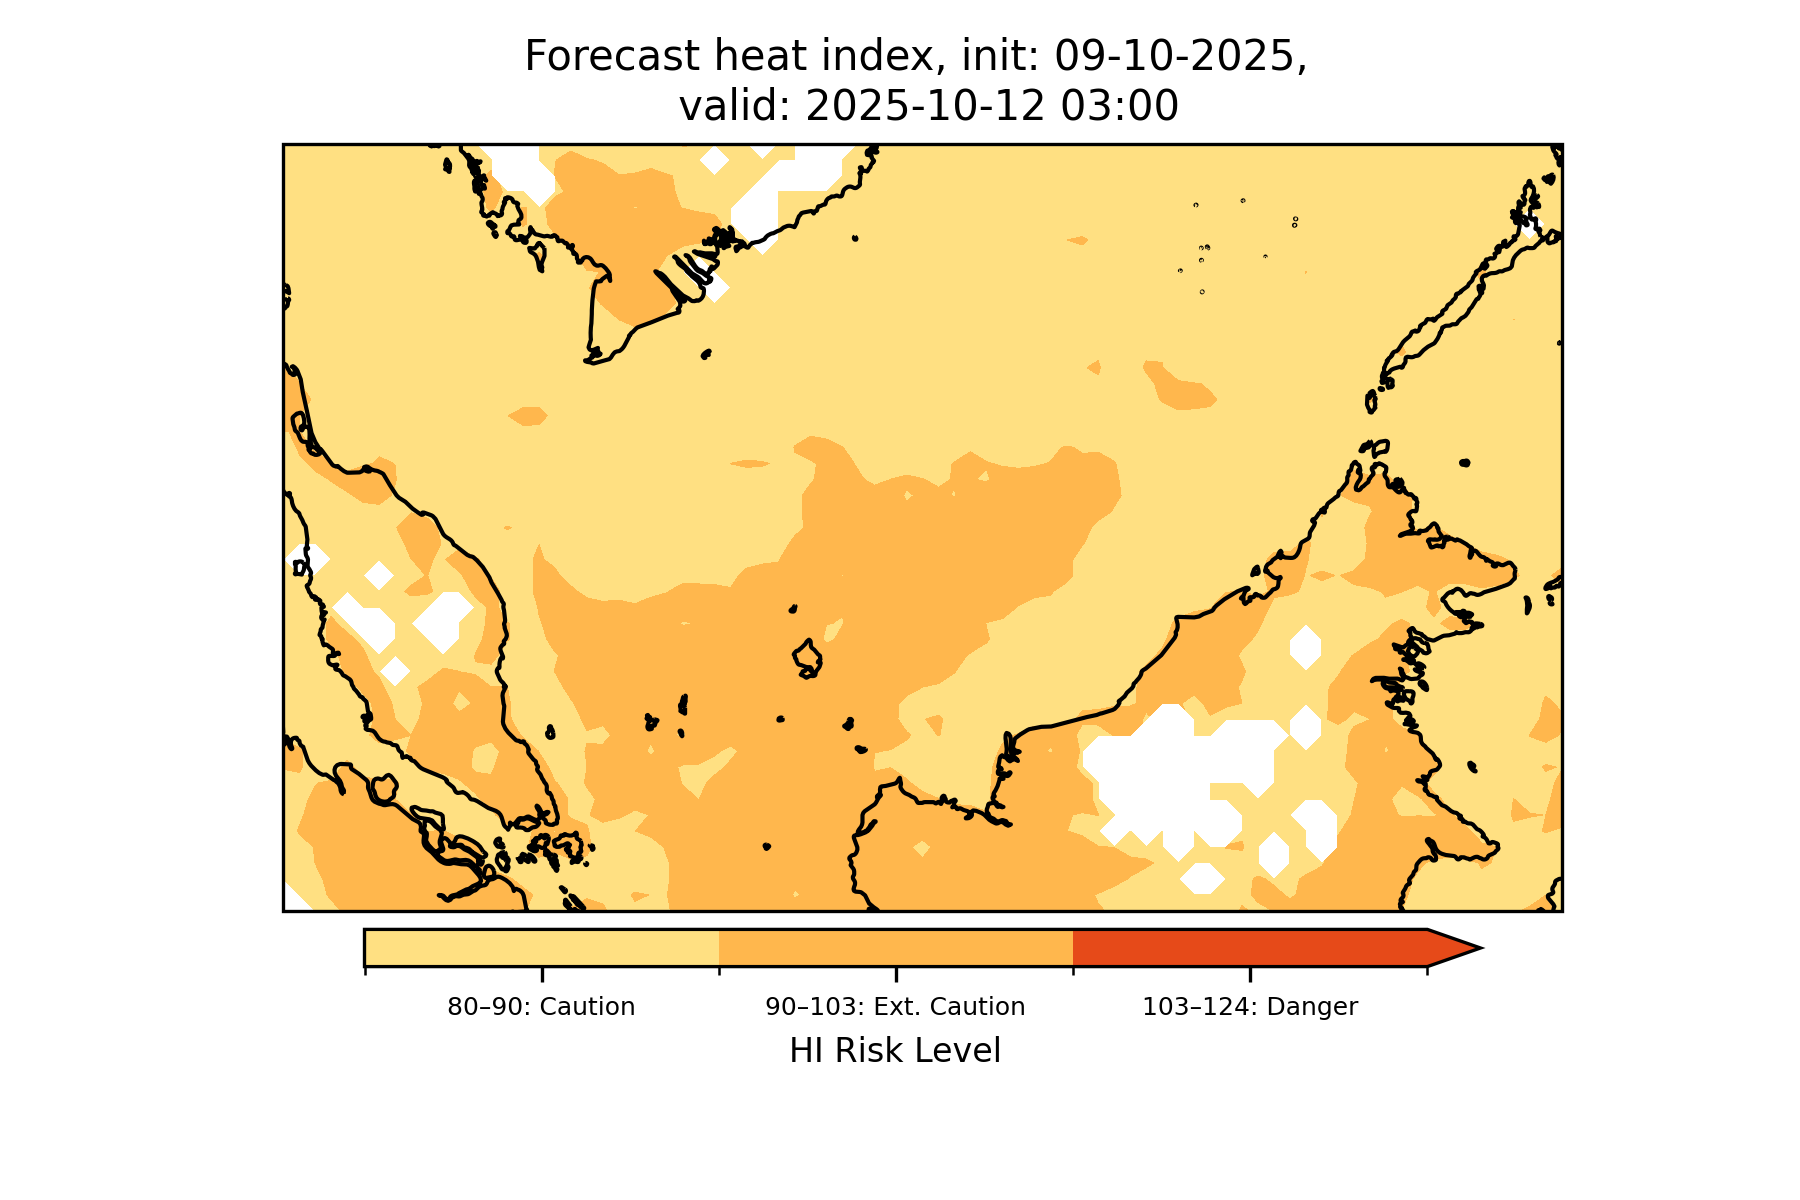 Forecast heat index, init: 09-10-2025,
valid: 2025-10-12 03:00
80–90: Caution
90–103: Ext. Caution
103–124: Danger
HI Risk Level